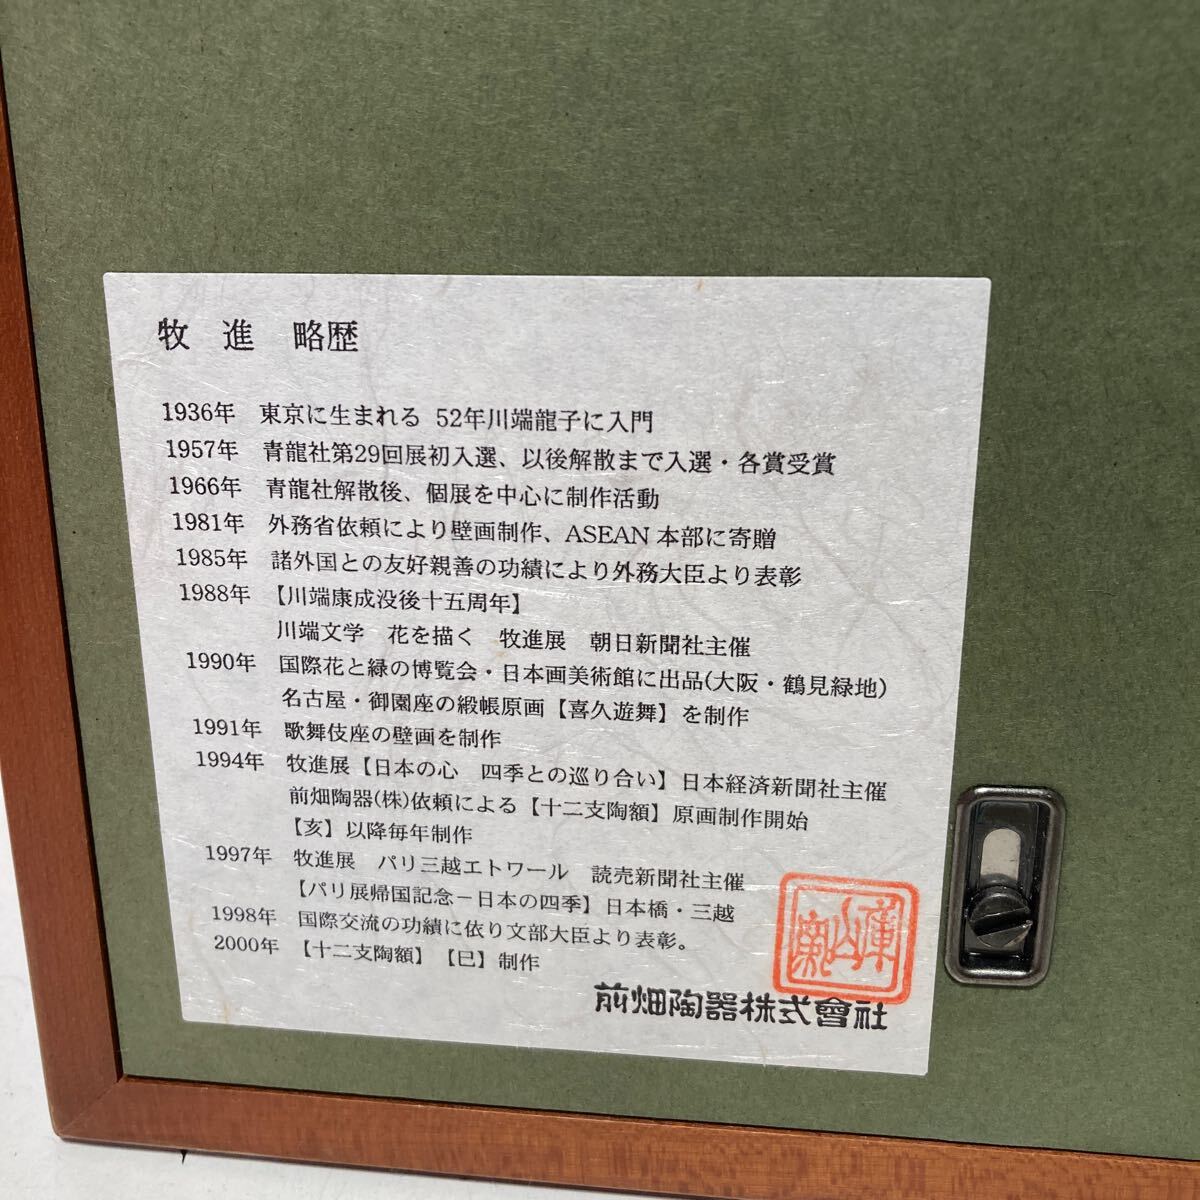 牧 進 略歴
1936年 東京に生まれる 52年川端龍子に入門
1957年 青龍社第29回展初入選、以後解散まで入選・各賞受賞
1966年 青龍社解散後、個展を中心に制作活動
1981年 外務省依頼により壁画制作、ASEAN本部に寄贈
1985年 諸外国との友好親善の功績により外務大臣より表彰
1988年 【川端康成没後十五周年】
川端文学 花を描く 牧進展 朝日新聞社主催
1990年 国際花と緑の博覧会・日本画美術館に出品(大阪・鶴見緑地)
名古屋・御園座の緞帳原画【喜久遊舞】を制作
1991年 歌舞伎座の壁画を制作
1994年 牧進展【日本の心 四季との巡り合い】日本経済新聞社主催
前畑陶器(株)依頼による【十二支陶額】原画制作開始
【亥】以降毎年制作
1997年 牧進展 パリ三越エトワール 読売新聞社主催
【パリ展帰国記念−日本の四季】日本橋・三越
1998年 国際交流の功績に依り文部大臣より表彰。
2000年 【十二支陶額】【巳】制作
前畑陶器株式會社